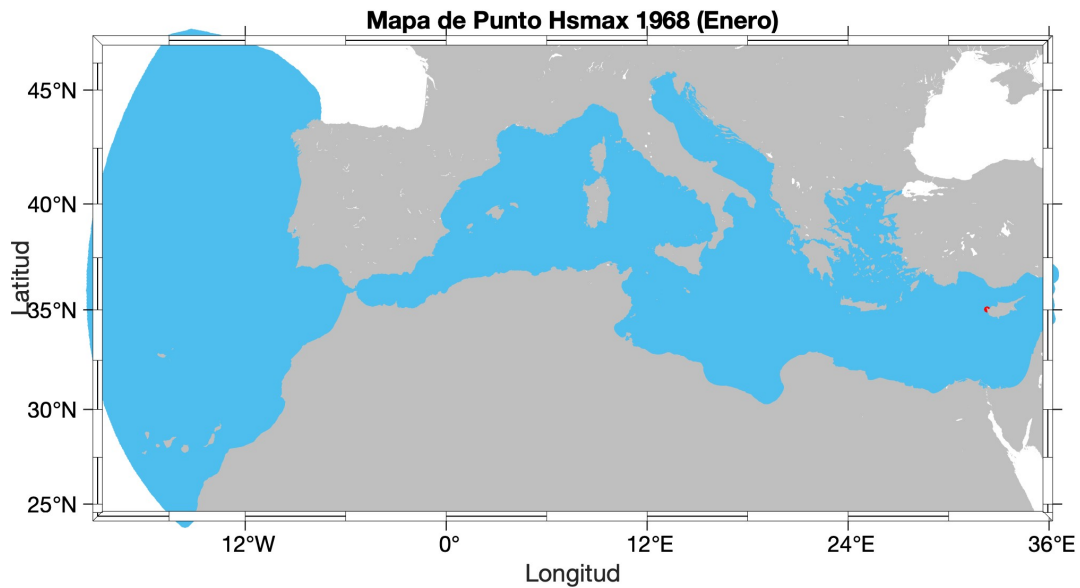 Mapa de Punto Hsmax 1968 (Enero)
45°N
40°N
35°N
30°N
25°N
Latitud
12°W
0°
12°E
24°E
36°E
Longitud